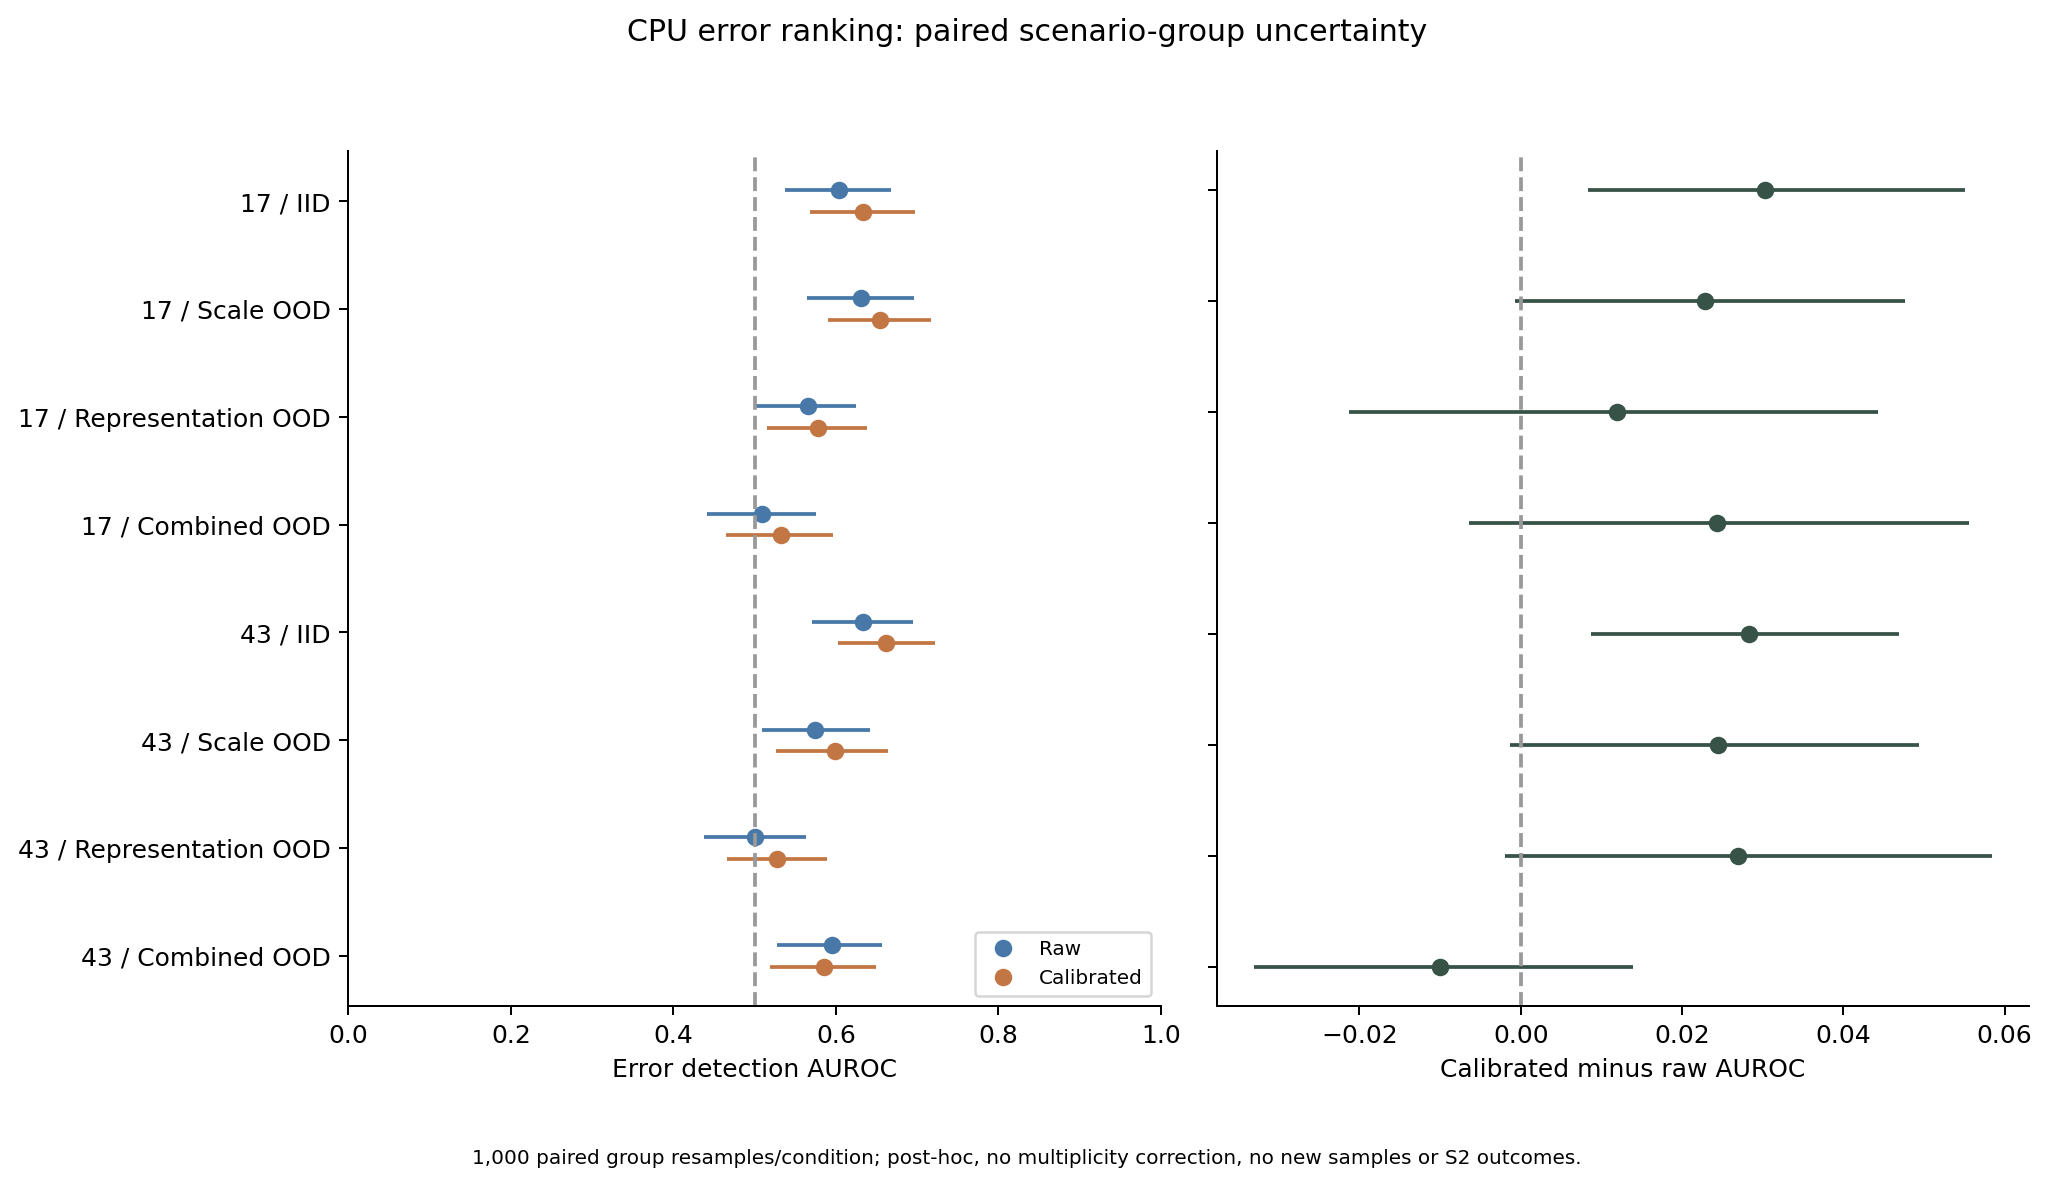 CPU error ranking: paired scenario-group uncertainty
17 / IID
17 / Scale OOD
17 / Representation OOD
17 / Combined OOD
43 / IID
43 / Scale OOD
43 / Representation OOD
43 / Combined OOD
Raw
Calibrated
0.0 0.2 0.4 0.6 0.8 1.0
Error detection AUROC
−0.02 0.00 0.02 0.04 0.06
Calibrated minus raw AUROC
1,000 paired group resamples/condition; post-hoc, no multiplicity correction, no new samples or S2 outcomes.